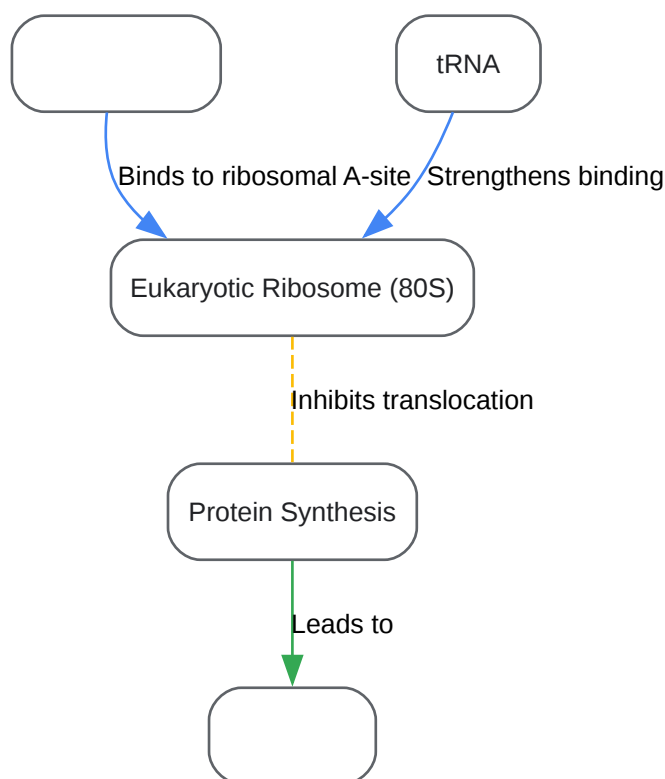 tRNA
Binds to ribosomal A-site
Strengthens binding
Eukaryotic Ribosome (80S)
Inhibits translocation
Protein Synthesis
Leads to